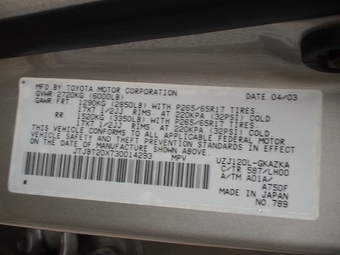 MFD BY TOYOTA MOTOR CORPORATION DATE 04/03
GVWR 2720KG (6000LB)
GAWR FRT 1290KG (2850LB) WITH P265/65R17 TIRES
17X7 1/2JJ RIMS AT 220KPA (32PSI) COLD
RR 1520KG (3350LB) WITH P265/65R17 TIRES
17X7 1/2JJ RIMS AT 220KPA (32PSI) COLD
THIS VEHICLE CONFORMS TO ALL APPLICABLE FEDERAL MOTOR
VEHICLE SAFETY AND THEFT PREVENTION STANDARDS IN EFFECT ON
THE DATE OF MANUFACTURE SHOWN ABOVE.
JTJBT20X730014293 MPV UZJ120L-GKAZKA
C/TR 587/LH00
A/TM A01A/
A750F
MADE IN JAPAN
NO 789